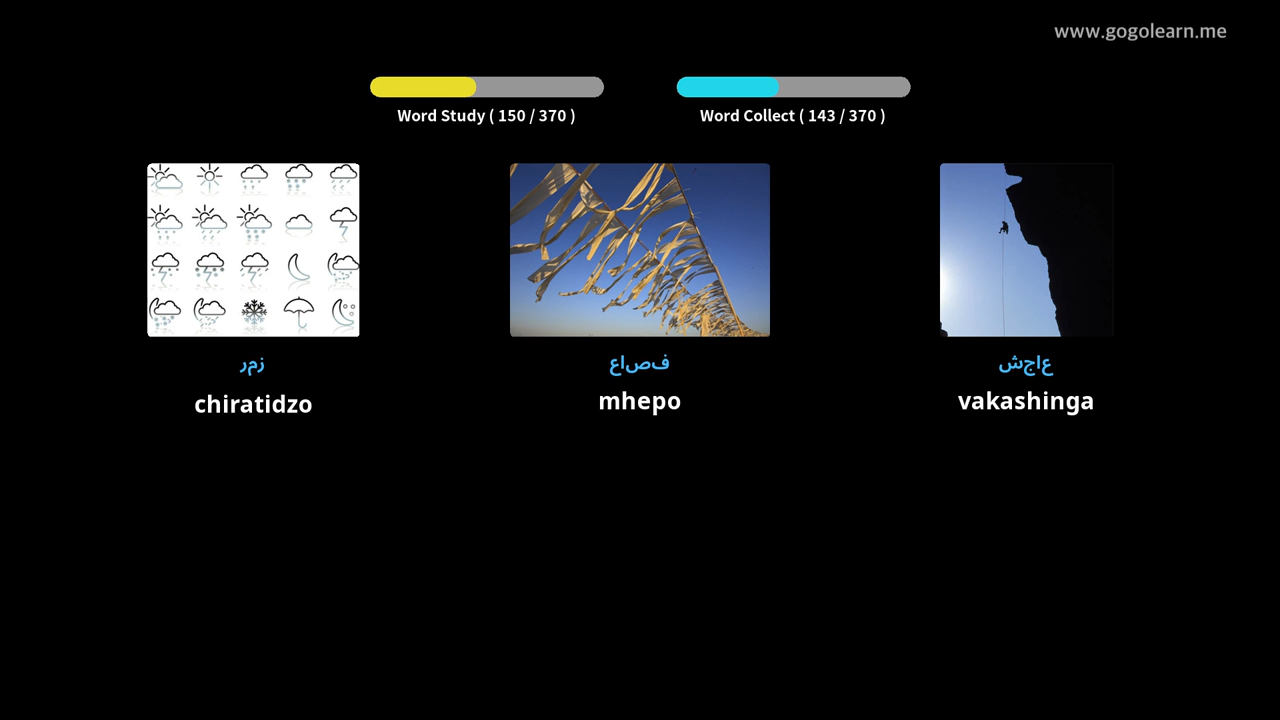 www.gogolearn.me
Word Study ( 150 / 370 )
Word Collect ( 143 / 370 )
رمز
عاصف
شجاع
chiratidzo
mhepo
vakashinga